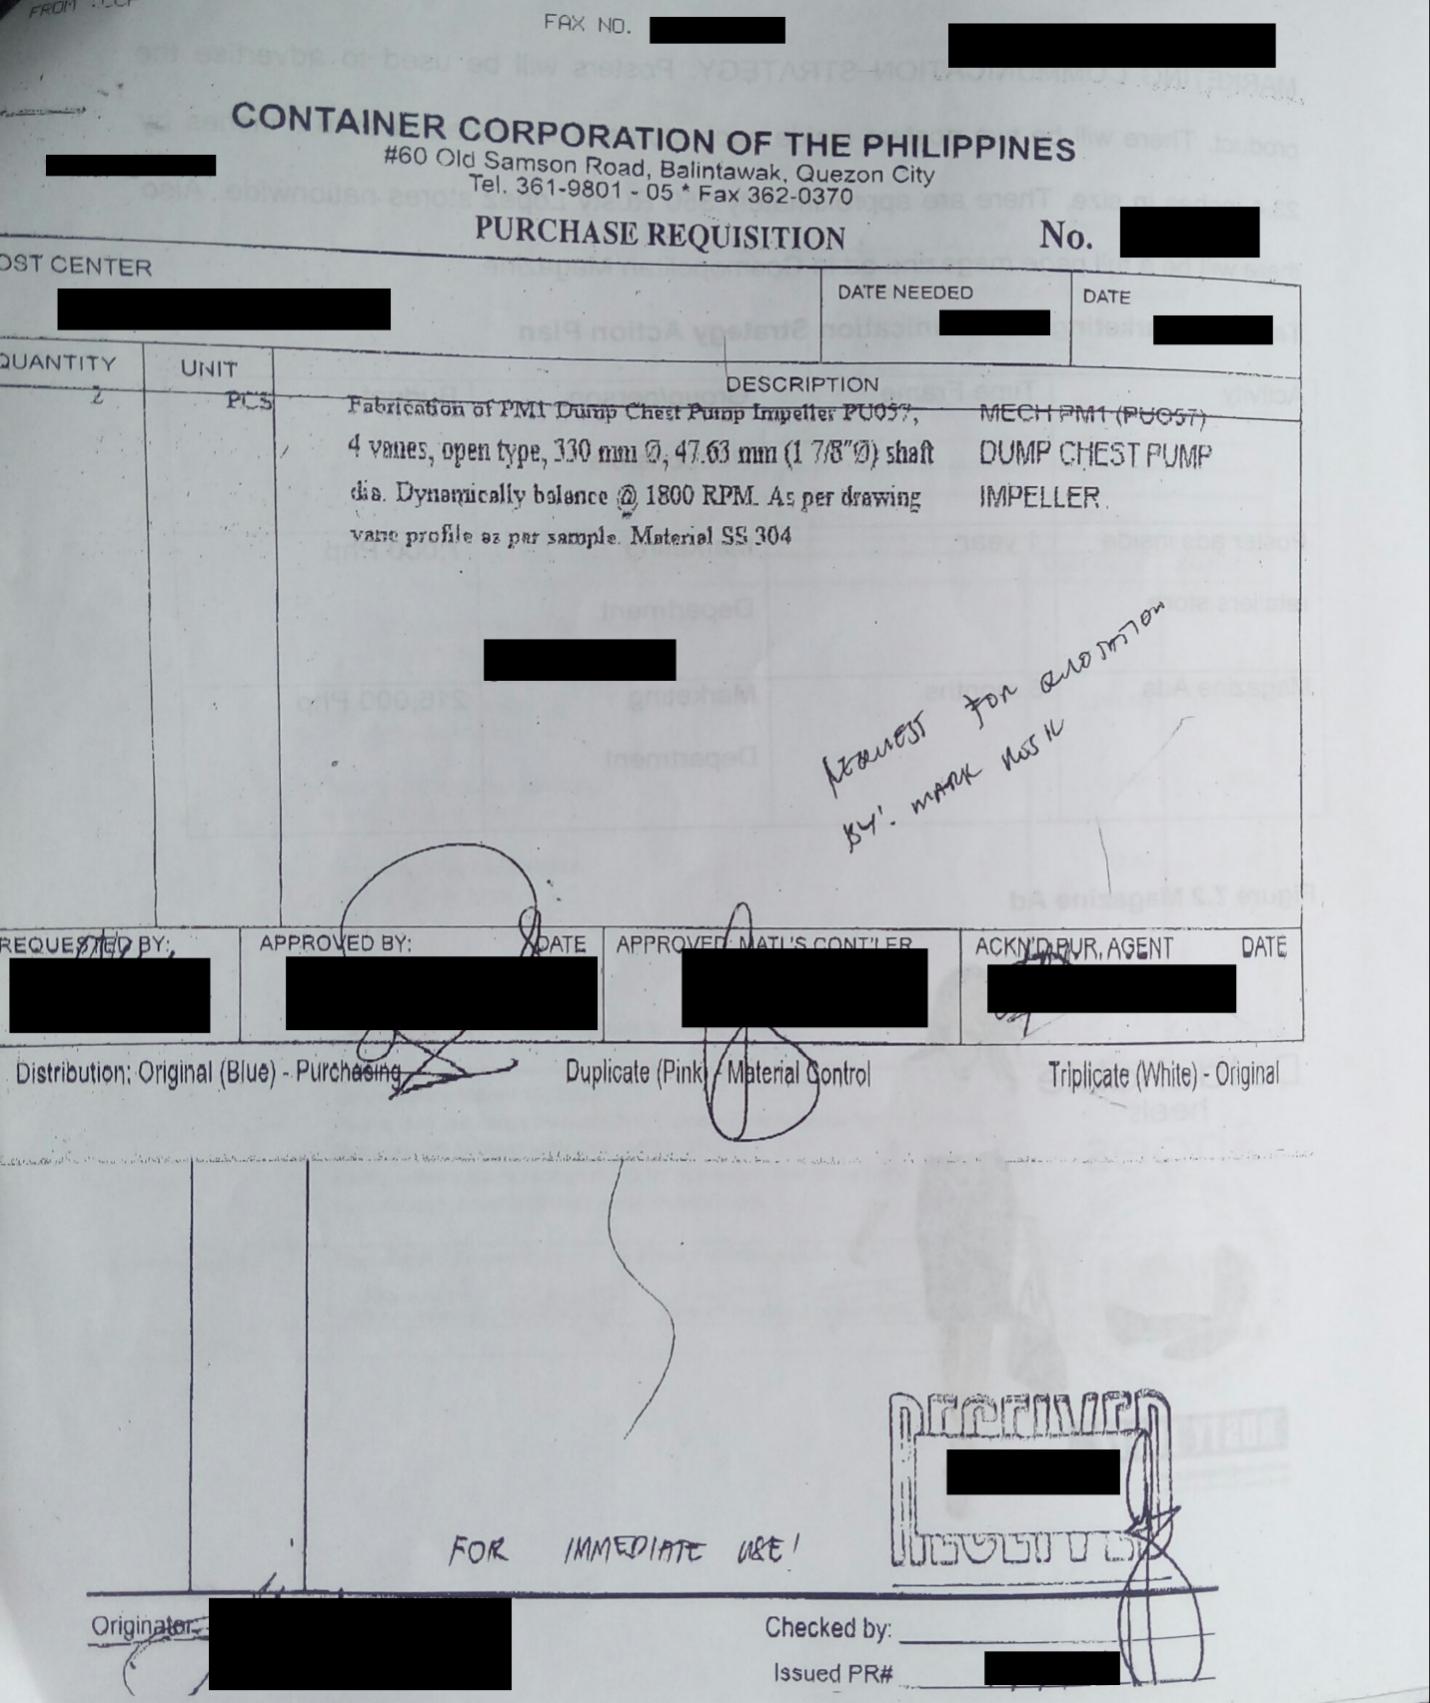 FROM :
FAX NO.
CONTAINER CORPORATION OF THE PHILIPPINES
#60 Old Samson Road, Balintawak, Quezon City
Tel. 361-9801 - 05 * Fax 362-0370
PURCHASE REQUISITION No.
OST CENTER
DATE NEEDED DATE
QUANTITY UNIT DESCRIPTION
2 PCS Fabrication of PM1 Dump Chest Pump Impeller PU057, MECH PM1 (PU057)
4 vanes, open type, 330 mm Ø, 47.63 mm (1 7/8"Ø) shaft DUMP CHEST PUMP
dia. Dynamically balance @ 1800 RPM. As per drawing IMPELLER
vane profile as per sample. Material SS 304
REQUEST FOR QUOTATION
BY: MARK
REQUESTED BY: APPROVED BY: DATE APPROVED: MATL'S CONT'LER ACKN'D PUR. AGENT DATE
Distribution: Original (Blue) - Purchasing Duplicate (Pink) - Material Control Triplicate (White) - Original
RECEIVED
FOR IMMEDIATE USE!
Originator: Checked by:
Issued PR#